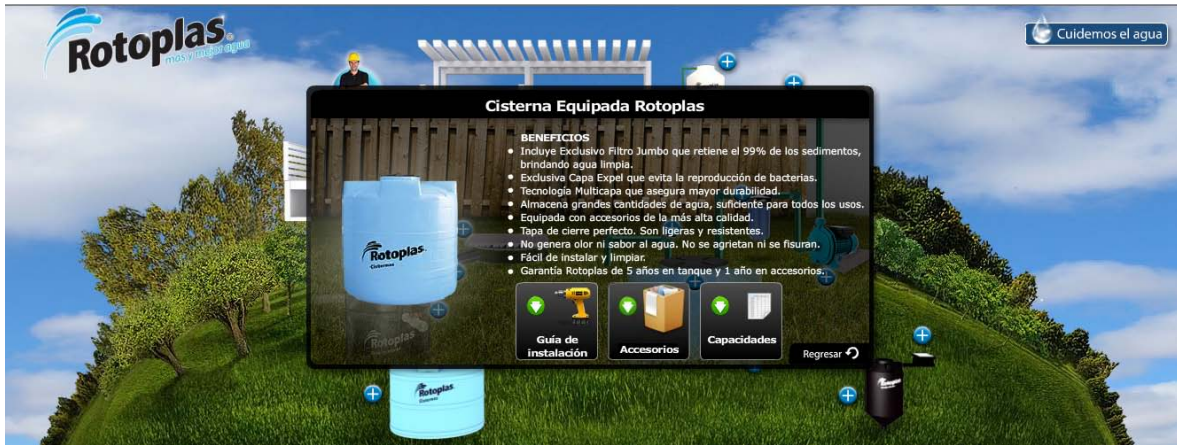 Rotoplas®
más y mejor agua
Cuidemos el agua
Cisterna Equipada Rotoplas
BENEFICIOS
• Incluye Exclusivo Filtro Jumbo que retiene el 99% de los sedimentos,
brindando agua limpia.
• Exclusiva Capa Expel que evita la reproducción de bacterias.
• Tecnología Multicapa que asegura mayor durabilidad.
• Almacena grandes cantidades de agua, suficiente para todos los usos.
• Equipada con accesorios de la más alta calidad.
• Tapa de cierre perfecto. Son ligeras y resistentes.
• No genera olor ni sabor al agua. No se agrietan ni se fisuran.
• Fácil de instalar y limpiar.
• Garantía Rotoplas de 5 años en tanque y 1 año en accesorios.
Rotoplas
Cisternas
Guía de
instalación
Accesorios
Capacidades
Regresar
Rotoplas
Cisternas